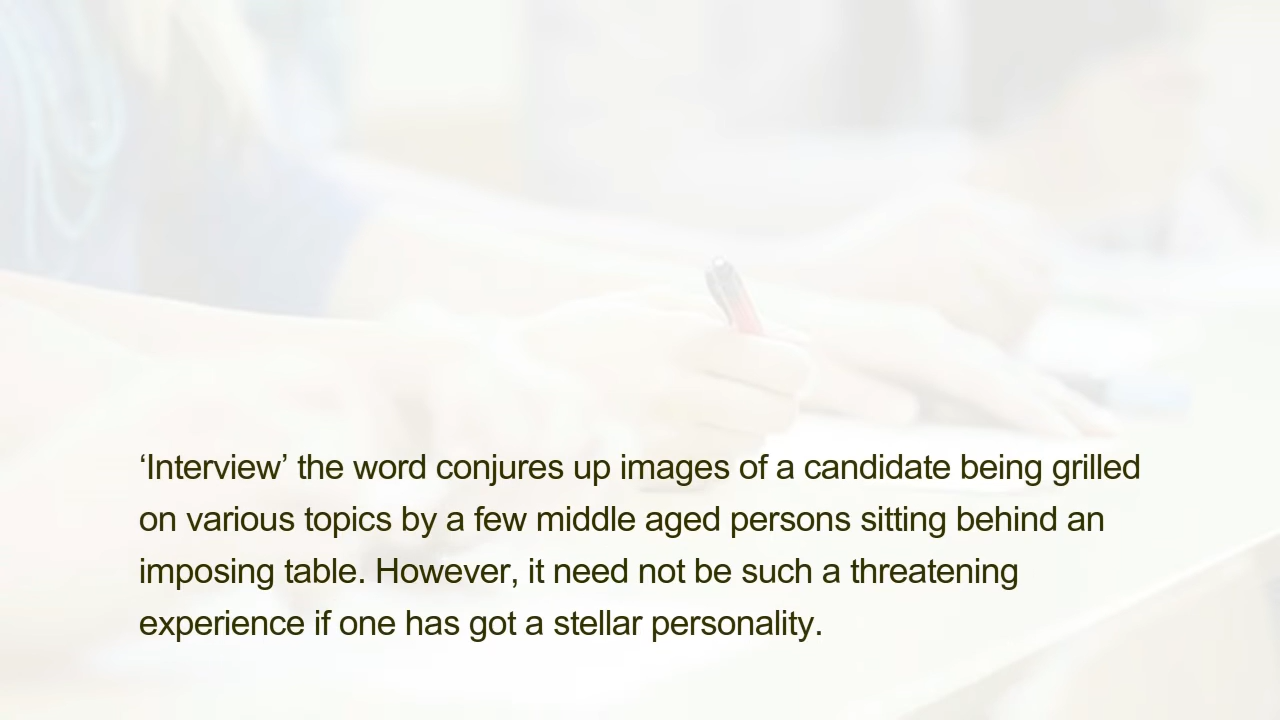 ‘Interview’ the word conjures up images of a candidate being grilled
on various topics by a few middle aged persons sitting behind an
imposing table. However, it need not be such a threatening
experience if one has got a stellar personality.